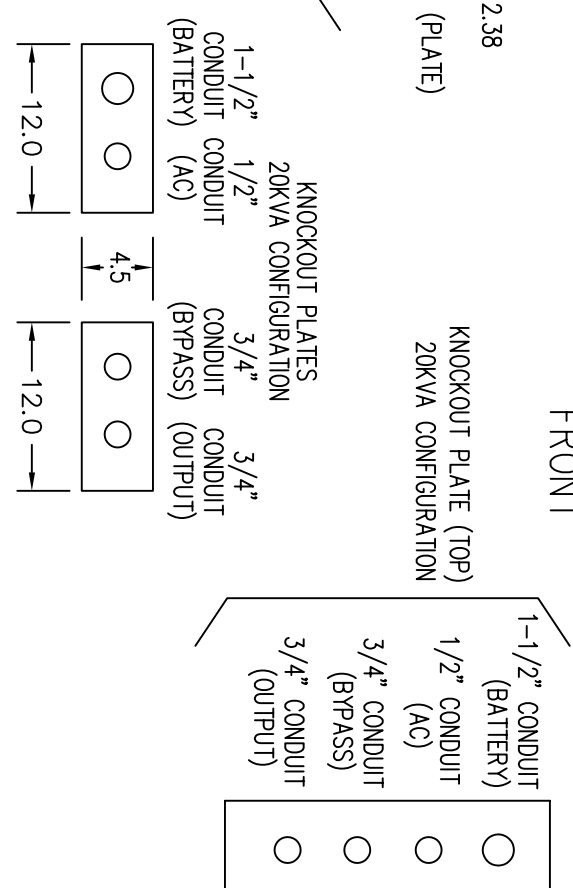 FRONT
2.38
(PLATE)
KNOCKOUT PLATE (TOP)
20KVA CONFIGURATION
1-1/2" CONDUIT
(BATTERY)
1/2" CONDUIT
(AC)
3/4" CONDUIT
(BYPASS)
3/4" CONDUIT
(OUTPUT)
KNOCKOUT PLATES
20KVA CONFIGURATION
1-1/2"
CONDUIT
(BATTERY)
1/2"
CONDUIT
(AC)
3/4"
CONDUIT
(BYPASS)
3/4"
CONDUIT
(OUTPUT)
4.5
12.0
12.0